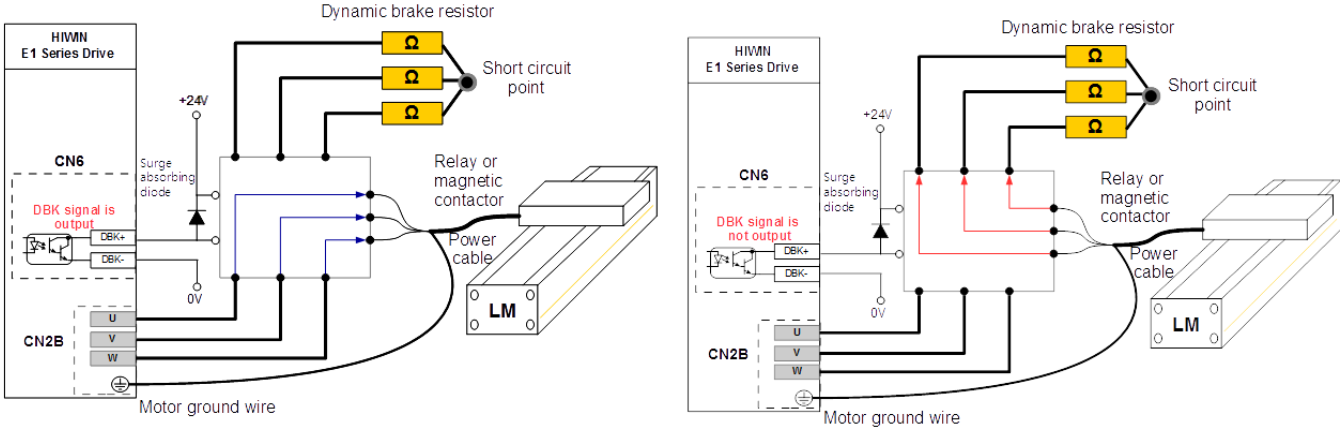 Dynamic brake resistor
HIWIN
E1 Series Drive
Ω
Ω
Ω
Short circuit
point
+24V
CN6
Surge
absorbing
diode
Relay or
magnetic
contactor
DBK signal is
output
DBK+
DBK-
Power
cable
0V
LM
CN2B
U
V
W
Motor ground wire
Dynamic brake resistor
HIWIN
E1 Series Drive
Ω
Ω
Ω
Short circuit
point
+24V
CN6
Surge
absorbing
diode
Relay or
magnetic
contactor
DBK signal is
not output
DBK+
DBK-
Power
cable
0V
LM
CN2B
U
V
W
Motor ground wire